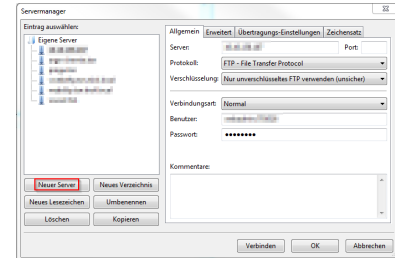 Servermanager
Eintrag auswählen:
Eigene Server
Neuer Server
Neues Verzeichnis
Neues Lesezeichen
Umbenennen
Löschen
Kopieren
Allgemein Erweitert Übertragungs-Einstellungen Zeichensatz
Server:
Port:
Protokoll: FTP - File Transfer Protocol
Verschlüsselung: Nur unverschlüsseltes FTP verwenden (unsicher)
Verbindungsart: Normal
Benutzer:
Passwort: ●●●●●●●●
Kommentare:
Verbinden OK Abbrechen